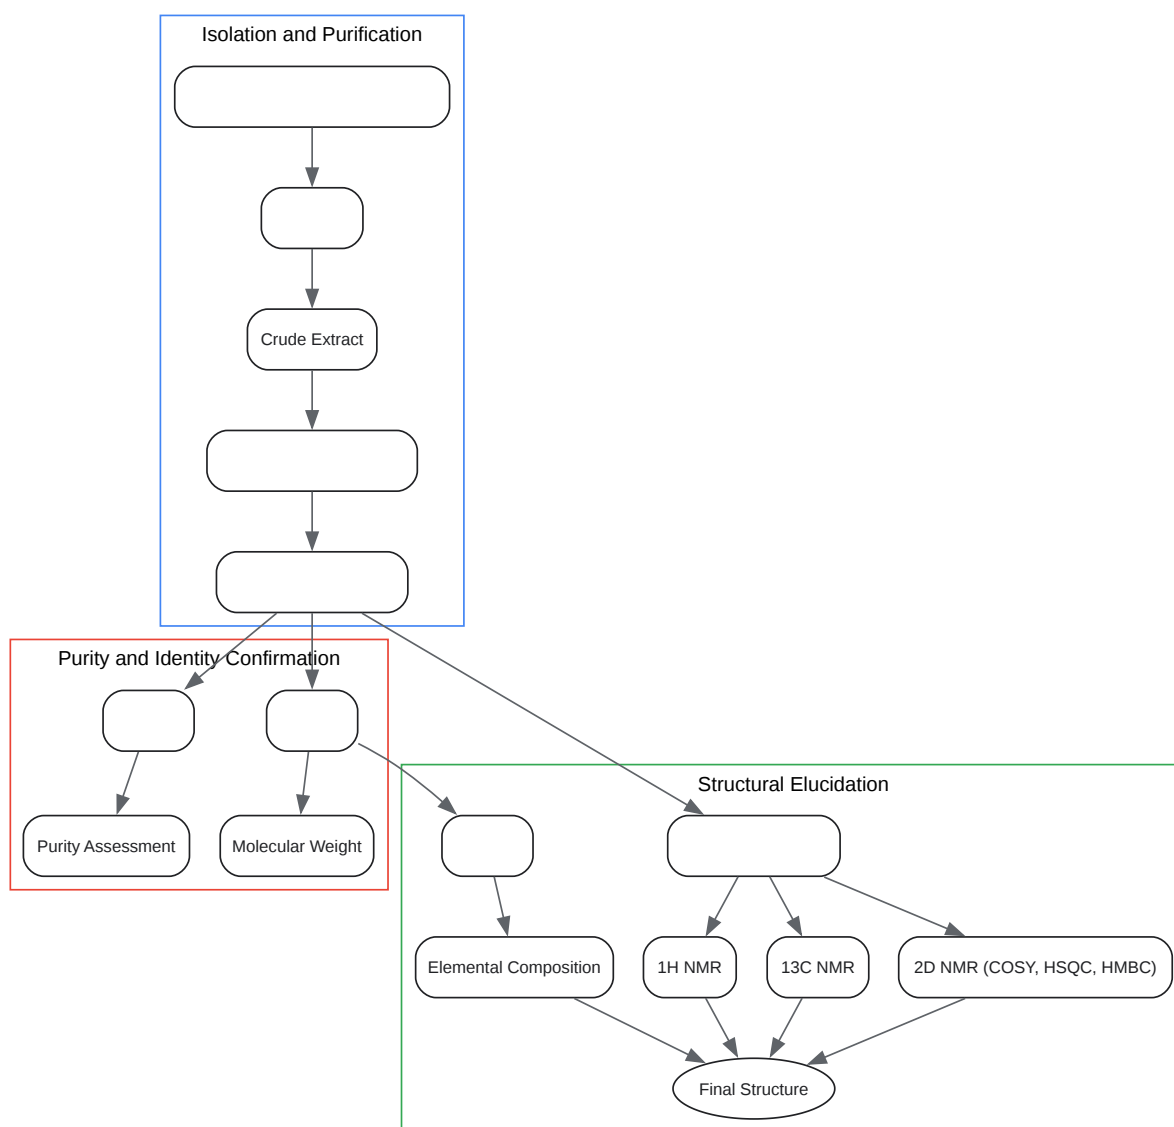 Isolation and Purification
Crude Extract
Purity and Identity Confirmation
Structural Elucidation
Purity Assessment
Molecular Weight
Elemental Composition
1H NMR
13C NMR
2D NMR (COSY, HSQC, HMBC)
Final Structure